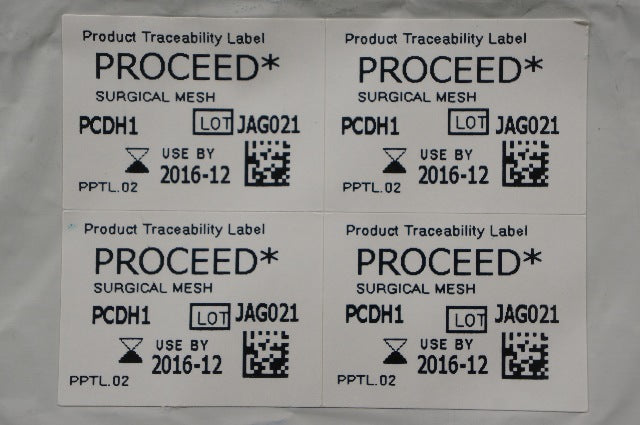 Product Traceability Label
PROCEED*
SURGICAL MESH
PCDH1 LOT JAG021
USE BY
2016-12
PPTL.02
Product Traceability Label
PROCEED*
SURGICAL MESH
PCDH1 LOT JAG021
USE BY
2016-12
PPTL.02
Product Traceability Label
PROCEED*
SURGICAL MESH
PCDH1 LOT JAG021
USE BY
2016-12
PPTL.02
Product Traceability Label
PROCEED*
SURGICAL MESH
PCDH1 LOT JAG021
USE BY
2016-12
PPTL.02